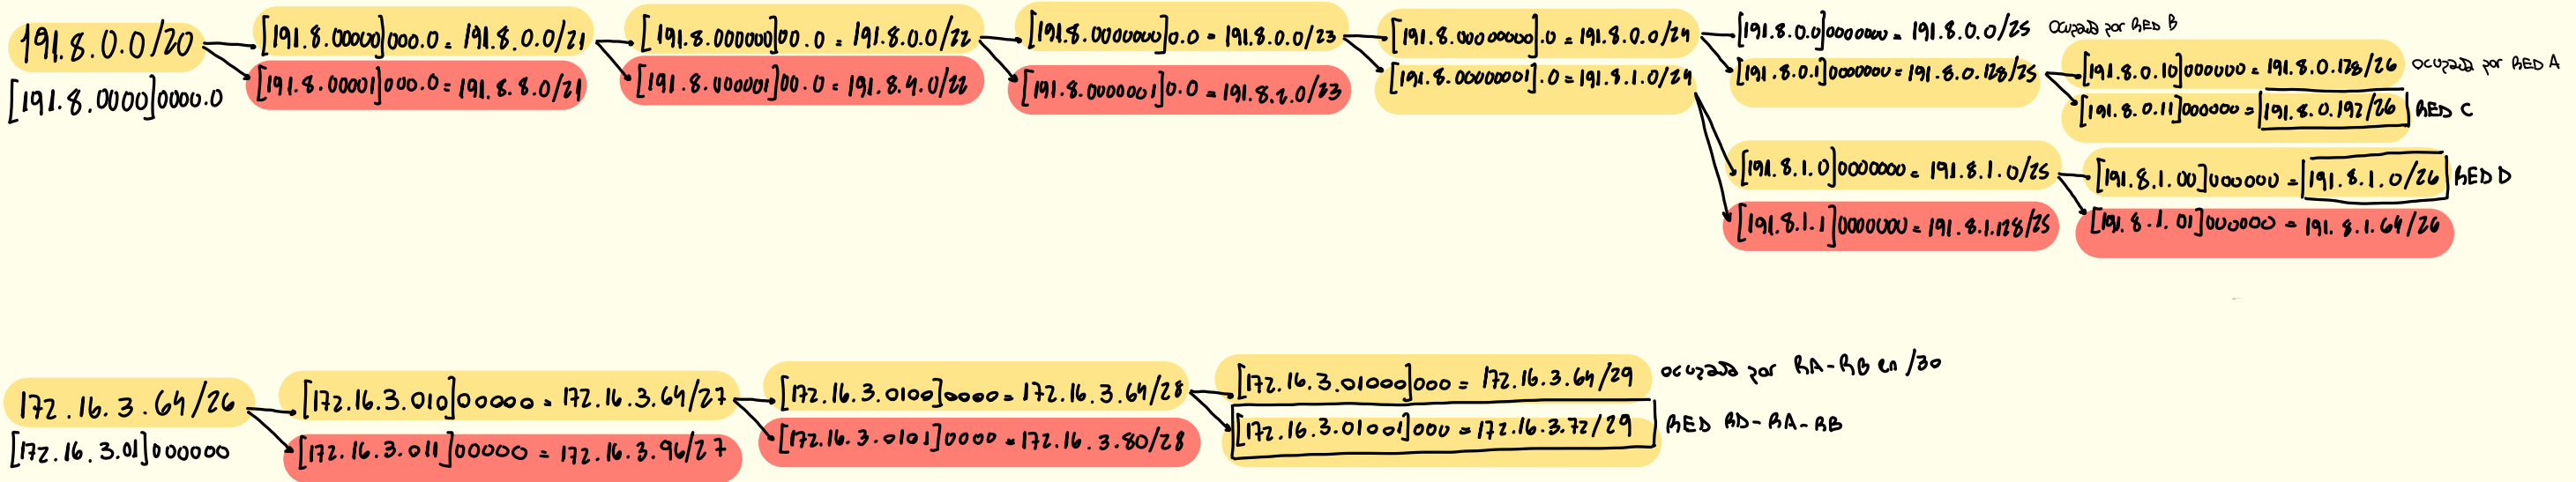 191.8.0.0/20
[191.8.0000]0000.0
[191.8.00000]000.0 = 191.8.0.0/21
[191.8.00001]000.0 = 191.8.8.0/21
[191.8.000000]00.0 = 191.8.0.0/22
[191.8.000001]00.0 = 191.8.4.0/22
[191.8.0000000]0.0 = 191.8.0.0/23
[191.8.0000001]0.0 = 191.8.2.0/23
[191.8.00000000].0 = 191.8.0.0/24
[191.8.00000001].0 = 191.8.1.0/24
[191.8.0.0]0000000 = 191.8.0.0/25 ocupada por RED B
[191.8.0.1]0000000 = 191.8.0.128/25
[191.8.0.10]000000 = 191.8.0.128/26 ocupada por RED A
[191.8.0.11]000000 = 191.8.0.192/26 RED C
[191.8.1.0]0000000 = 191.8.1.0/25
[191.8.1.1]0000000 = 191.8.1.128/25
[191.8.1.00]000000 = 191.8.1.0/26 RED D
[191.8.1.01]000000 = 191.8.1.64/26
172.16.3.64/26
[172.16.3.01]000000
[172.16.3.010]00000 = 172.16.3.64/27
[172.16.3.011]00000 = 172.16.3.96/27
[172.16.3.0100]0000 = 172.16.3.64/28
[172.16.3.0101]0000 = 172.16.3.80/28
[172.16.3.01000]000 = 172.16.3.64/29 ocupada por RA-RB en /30
[172.16.3.01001]000 = 172.16.3.72/29 RED RD-RA-RB